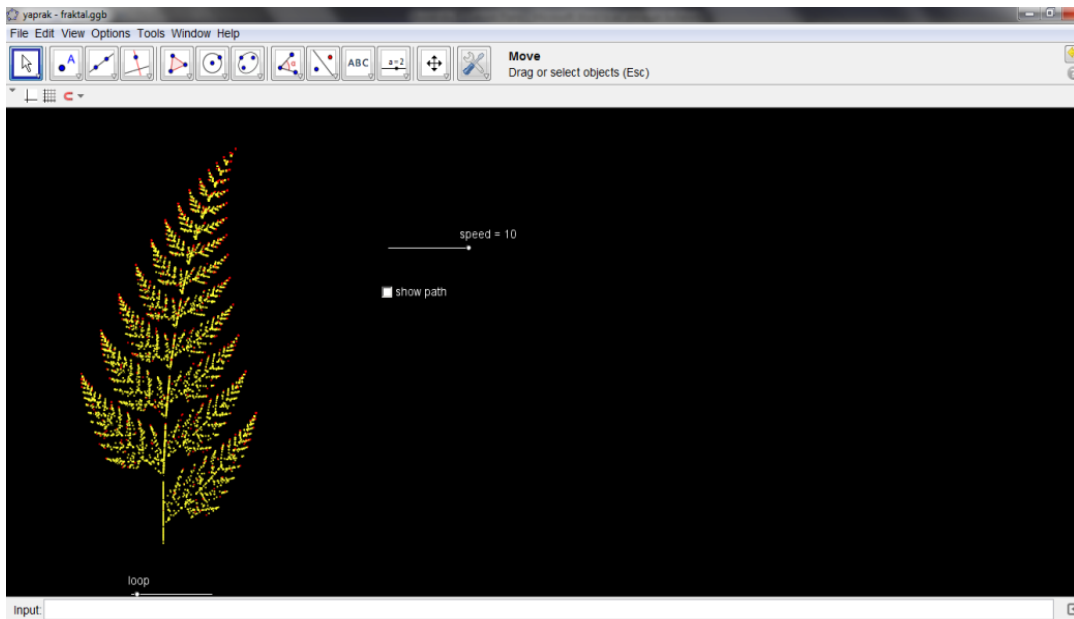 yaprak - fraktal.ggb
File Edit View Options Tools Window Help
A
ABC
a=2
Move
Drag or select objects (Esc)
speed = 10
show path
loop
Input: